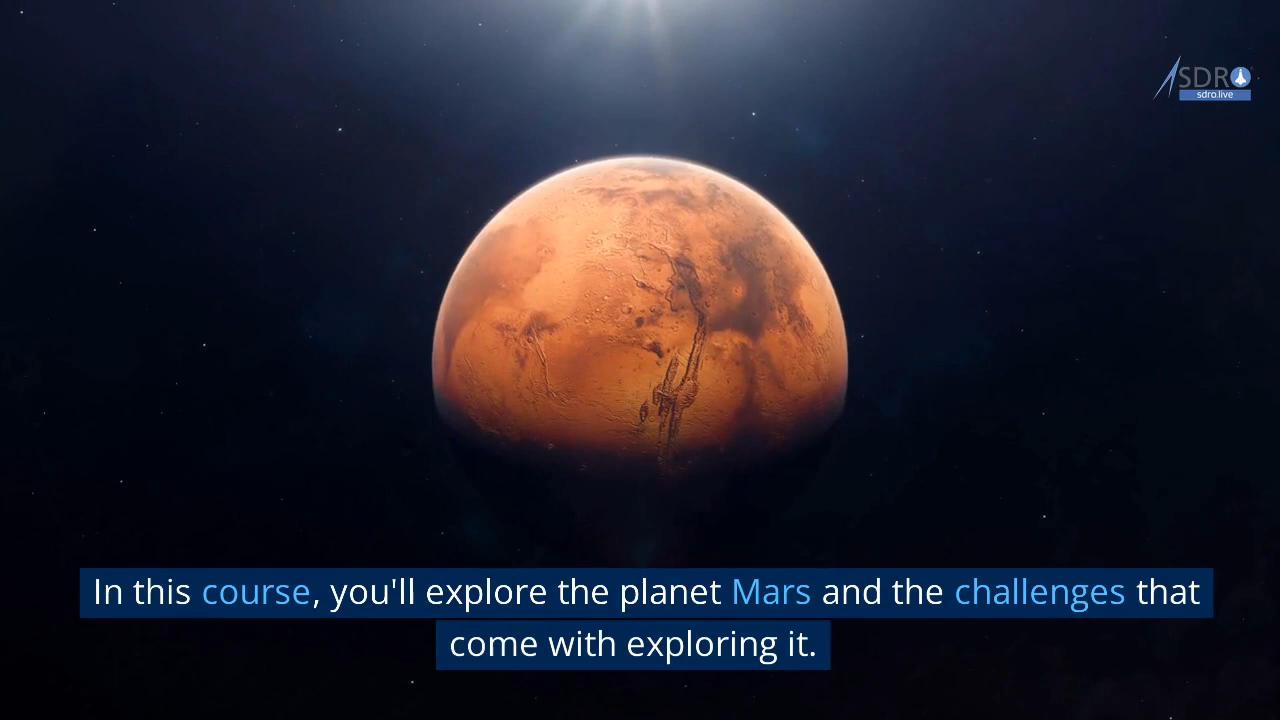 SDRO
sdro.live
In this course, you'll explore the planet Mars and the challenges that
come with exploring it.